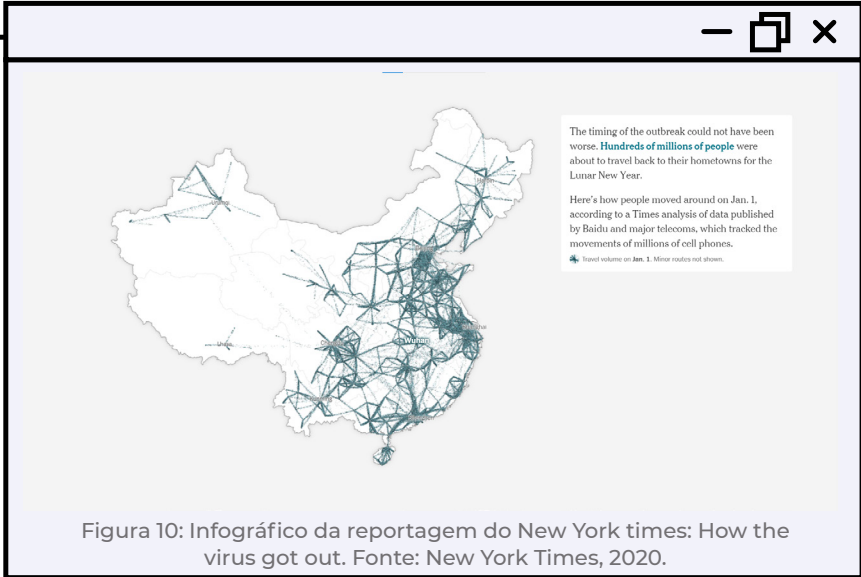 The timing of the outbreak could not have been
worse. Hundreds of millions of people were
about to travel back to their hometowns for the
Lunar New Year.
Here's how people moved around on Jan. 1,
according to a Times analysis of data published
by Baidu and major telecoms, which tracked the
movements of millions of cell phones.
Travel volume on Jan. 1. Minor routes not shown.
Wuhan
Figura 10: Infográfico da reportagem do New York times: How the
virus got out. Fonte: New York Times, 2020.